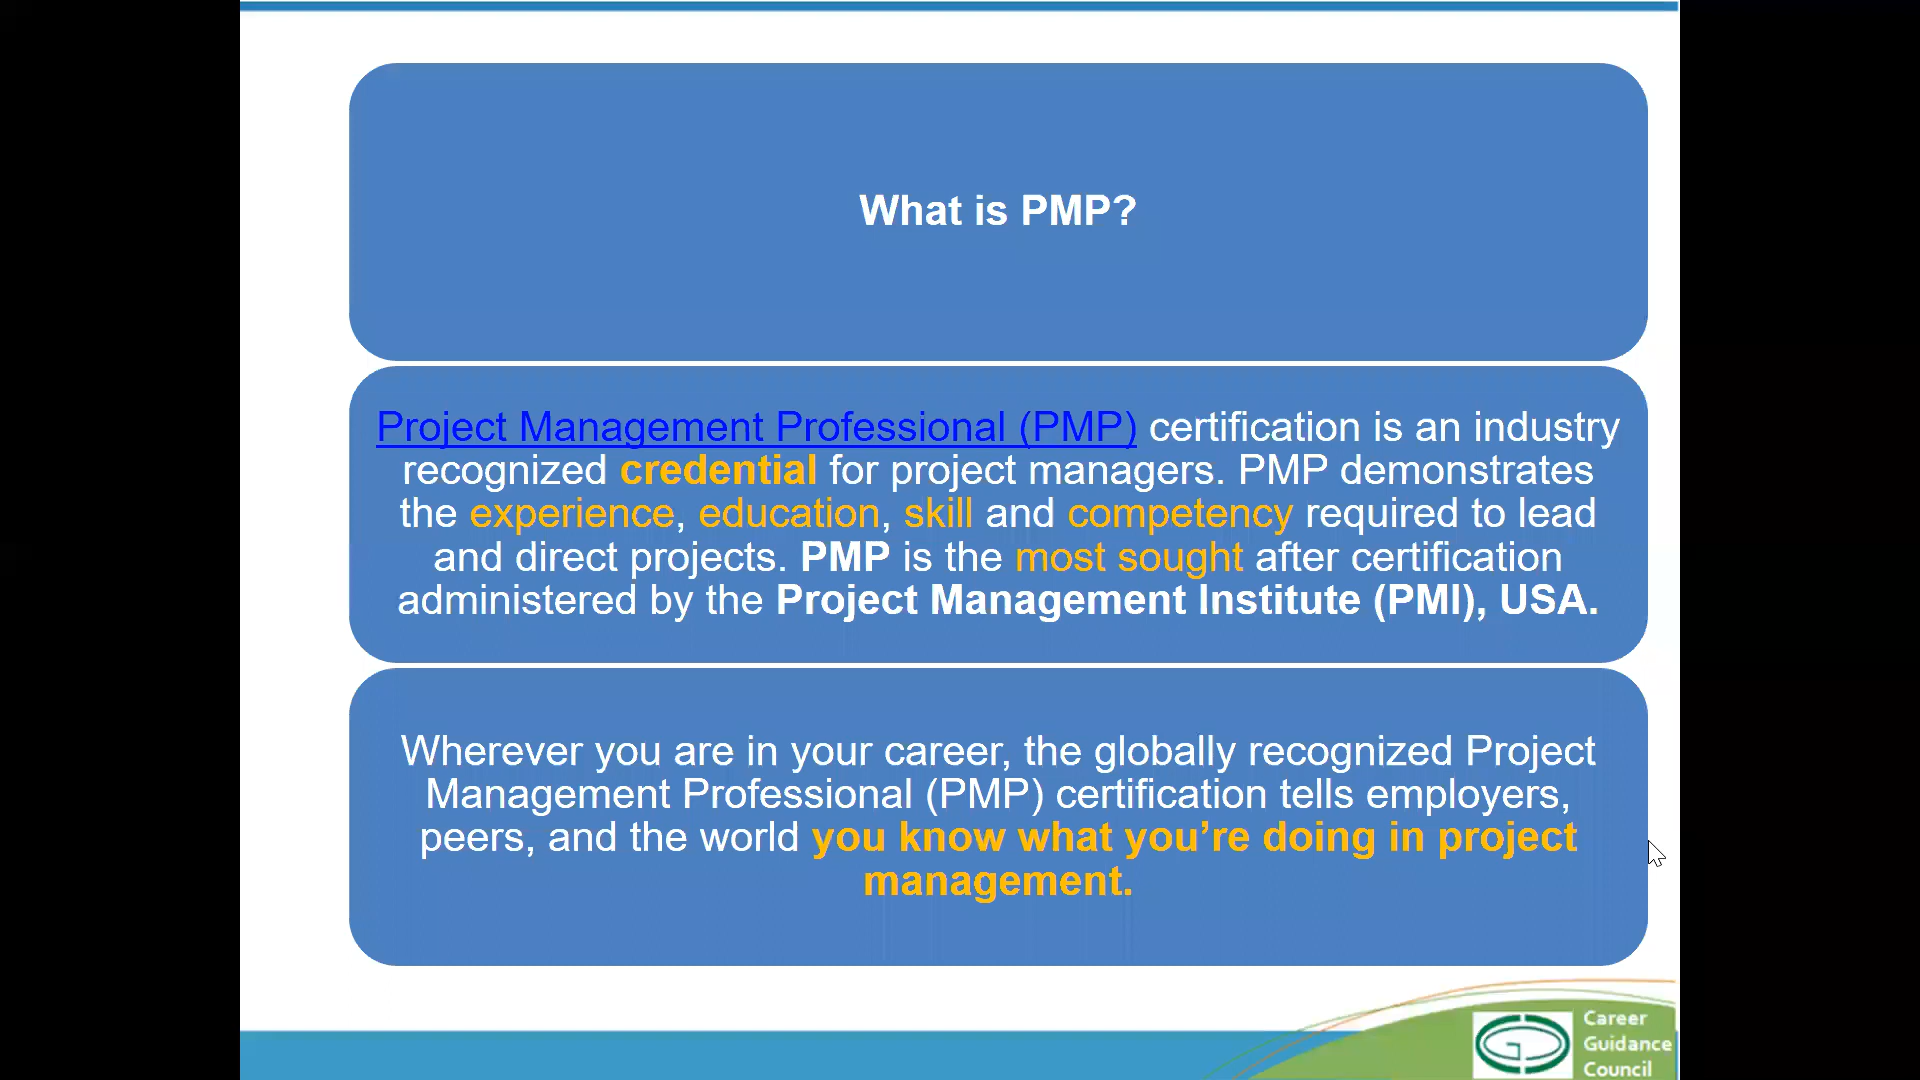 What is PMP?
Project Management Professional (PMP) certification is an industry
recognized credential for project managers. PMP demonstrates
the experience, education, skill and competency required to lead
and direct projects. PMP is the most sought after certification
administered by the Project Management Institute (PMI), USA.
Wherever you are in your career, the globally recognized Project
Management Professional (PMP) certification tells employers,
peers, and the world you know what you’re doing in project
management.
Career
Guidance
Council